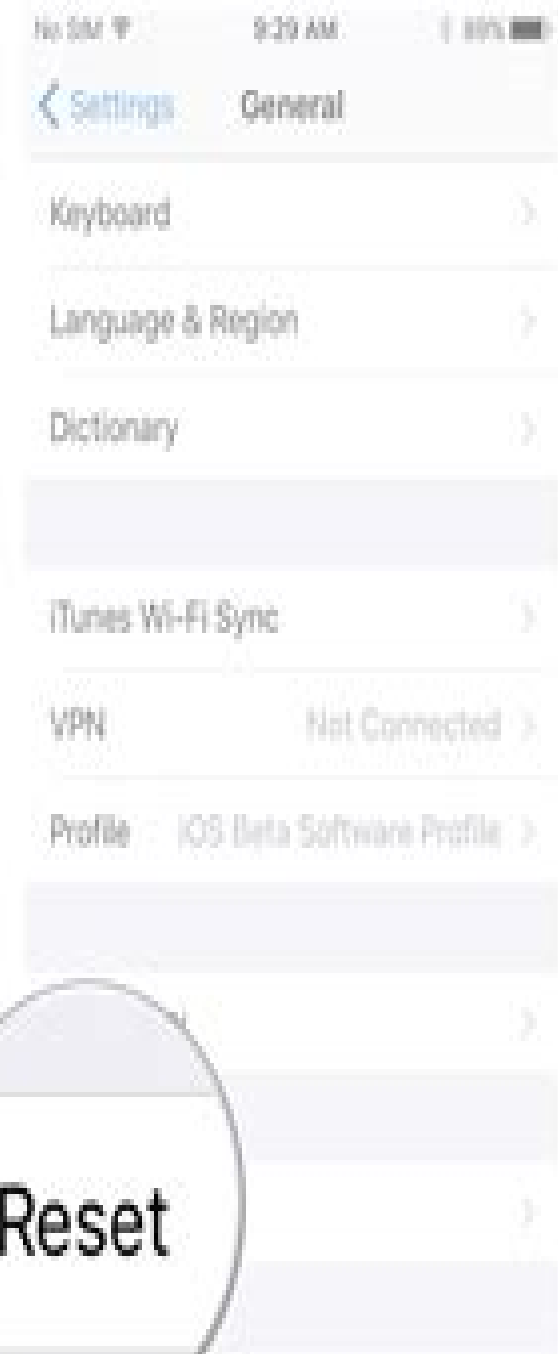 No SIM 9:29 AM
Settings General
Keyboard
Language & Region
Dictionary
iTunes Wi-Fi Sync
VPN Not Connected
Profile iOS Beta Software Profile
Reset